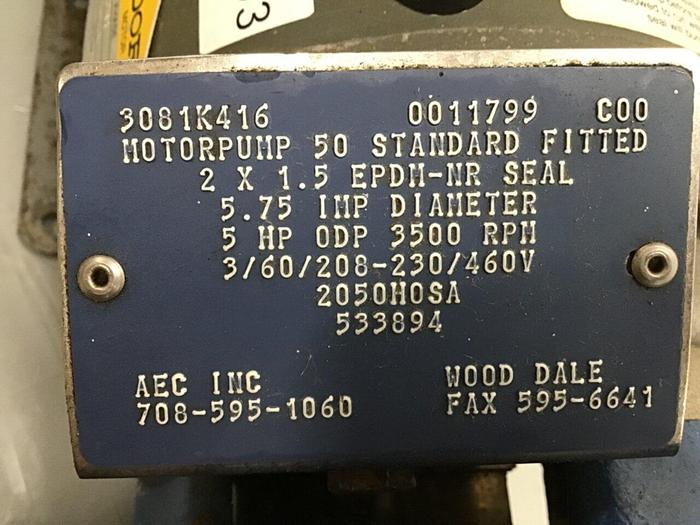 3081K416 0011799 C00
MOTORPUMP 50 STANDARD FITTED
2 X 1.5 EPDM-NR SEAL
5.75 IMP DIAMETER
5 HP ODP 3500 RPM
3/60/208-230/460V
2050H0SA
533894
AEC INC WOOD DALE
708-595-1060 FAX 595-6641